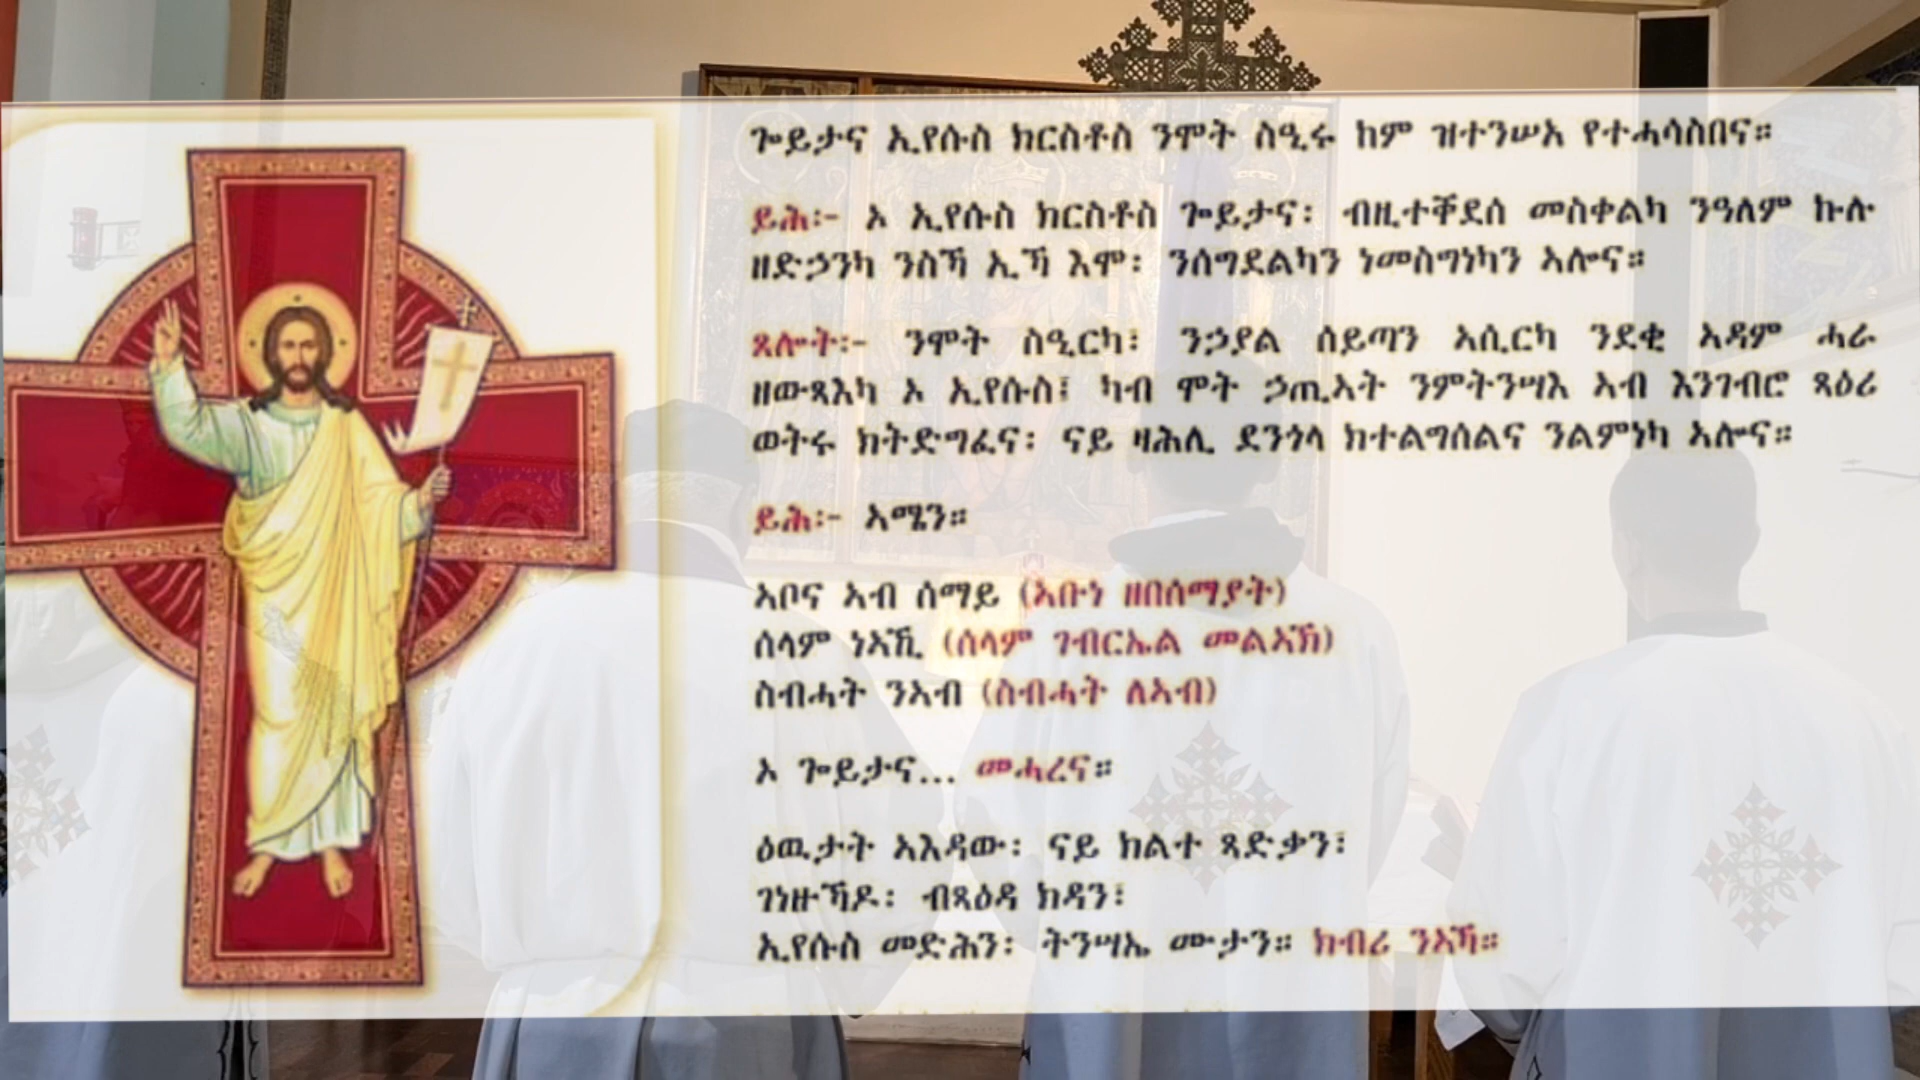 ጐይታና ኢየሱስ ክርስቶስ ንሞት ስዒሩ ከም ዝተንሥአ የተሓሳስበና።
ይሕ፡- ኦ ኢየሱስ ክርስቶስ ጐይታና፡ ብዚተቐደሰ መስቀልካ ንዓለም ኩሉ
ዘድኃንካ ንስኻ ኢኻ እሞ፡ ንሰግደልካን ነመስግነካን ኣሎና።
ጸሎት፡- ንሞት ስዒርካ፤ ንኃያል ሰይጣን ኣሲርካ ንደቂ ኣዳም ሓራ
ዘውጻእካ ኦ ኢየሱስ፤ ካብ ሞት ኃጢኣት ንምትንሣእ ኣብ እንገብሮ ጻዕሪ
ወትሩ ክትድግፈና፡ ናይ ዛሕሊ ደንጎላ ክተልግሰልና ንልምነካ ኣሎና።
ይሕ፡- ኣሜን።
ኣቦና ኣብ ሰማይ (ኣቡነ ዘበሰማያት)
ሰላም ነኣኺ (ሰላም ገብርኤል መልኣኽ)
ስብሓት ንኣብ (ስብሓት ለኣብ)
ኦ ጐይታና... መሓረና።
ዕዉታት ኣእዳው፡ ናይ ክልተ ጻድቃን፤
ገነዙኻዶ፡ ብጻዕዳ ክዳን፤
ኢየሱስ መድሕን፡ ትንሣኤ ሙታን። ክብሪ ንኣኻ።